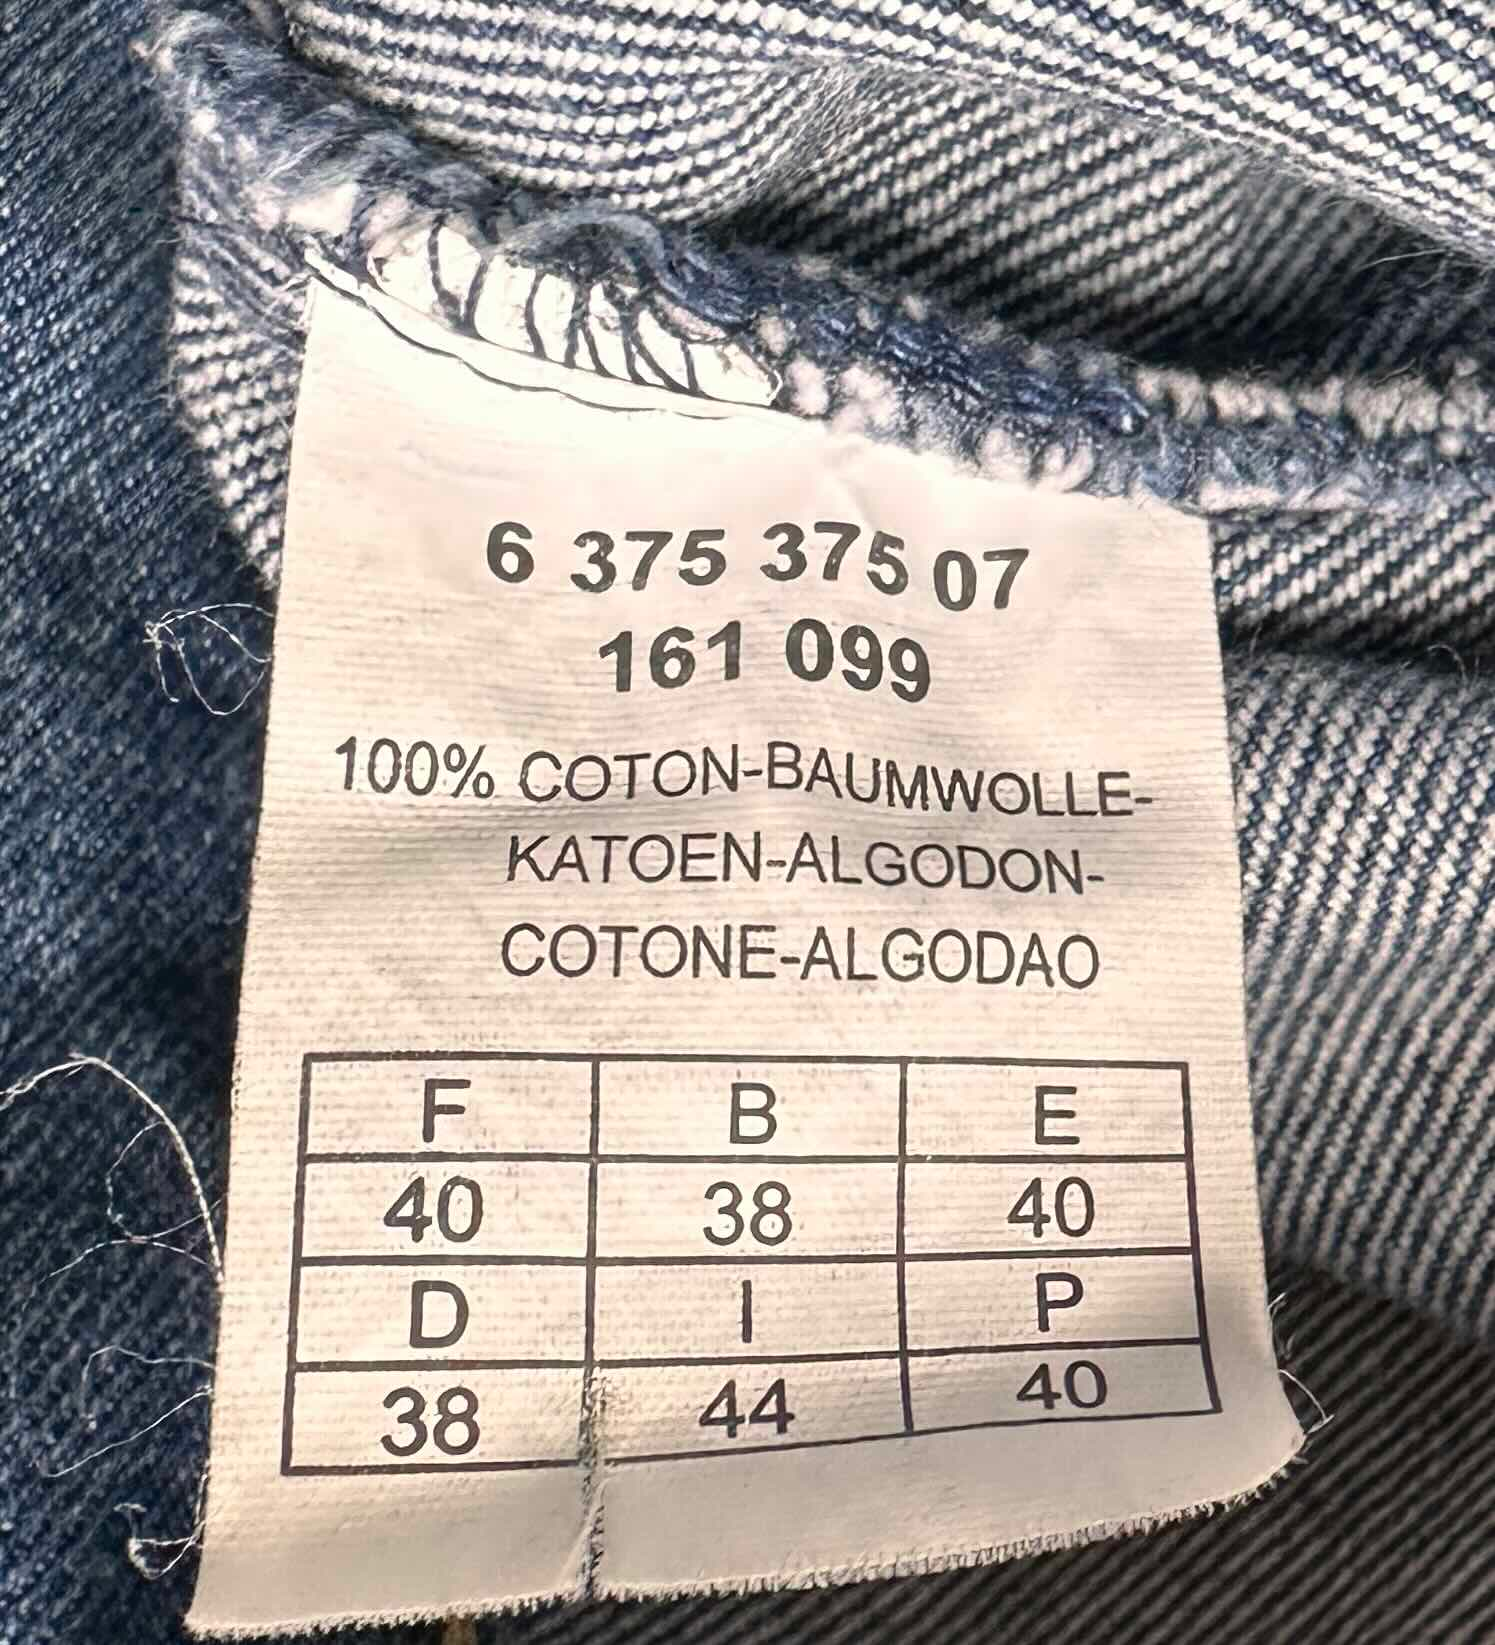 6 375 375 07
161 099
100% COTON-BAUMWOLLE-
KATOEN-ALGODON-
COTONE-ALGODAO
F B E
40 38 40
D I P
38 44 40